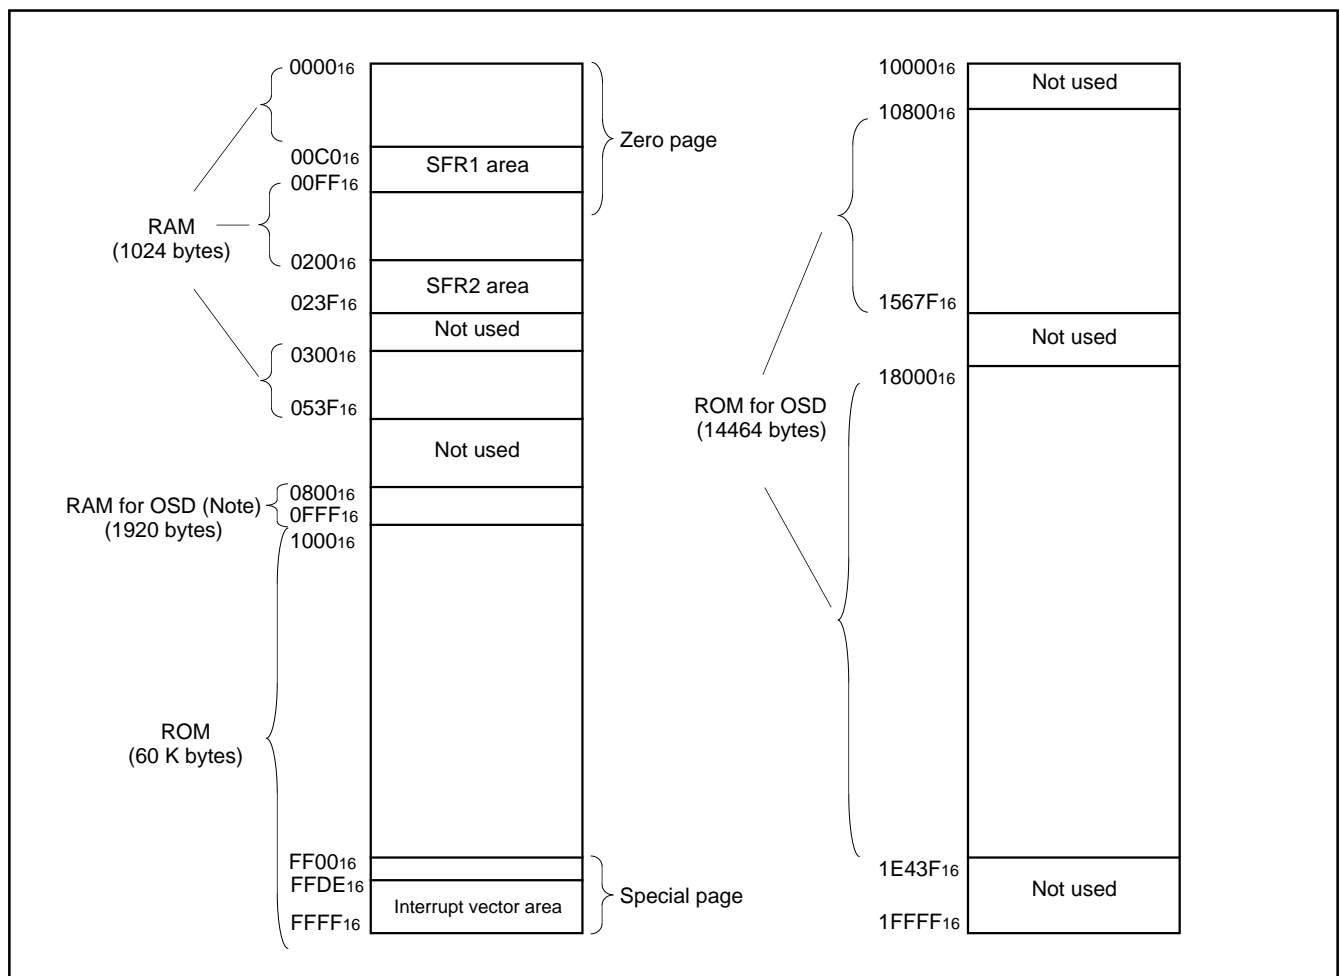 000016
00C016
SFR1 area
00FF16
Zero page
RAM
(1024 bytes)
020016
SFR2 area
023F16
Not used
030016
053F16
Not used
RAM for OSD (Note)
(1920 bytes)
080016
0FFF16
100016
ROM
(60 K bytes)
FF0016
FFDE16
Interrupt vector area
FFFF16
Special page
1000016
Not used
1080016
1567F16
Not used
1800016
ROM for OSD
(14464 bytes)
1E43F16
Not used
1FFFF16